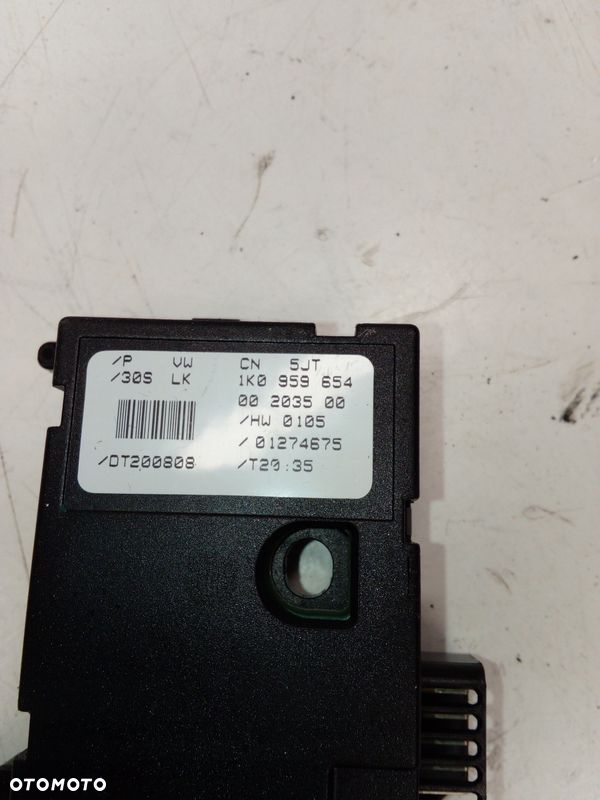 /P VW CN 5JT
/30S LK 1K0 959 654
00 2035 00
/HW 0105
/01274675
/DT200808 /T20:35
OTOMOTO